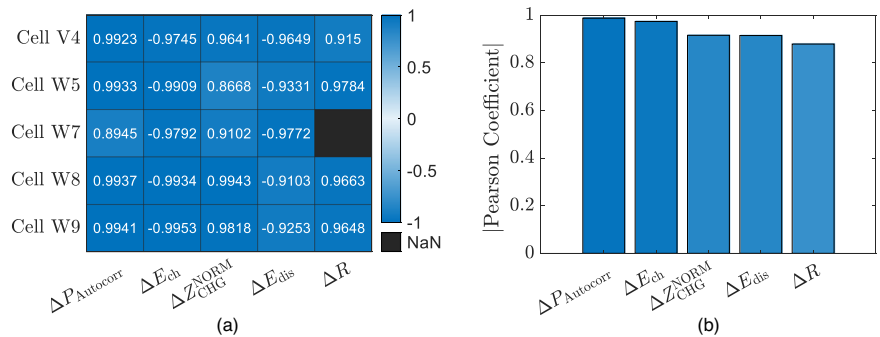 Cell V4 0.9923 -0.9745 0.9641 -0.9649 0.915
Cell W5 0.9933 -0.9909 0.8668 -0.9331 0.9784
Cell W7 0.8945 -0.9792 0.9102 -0.9772
Cell W8 0.9937 -0.9934 0.9943 -0.9103 0.9663
Cell W9 0.9941 -0.9953 0.9818 -0.9253 0.9648
ΔP_Autocorr ΔE_ch ΔZ_CHG^NORM ΔE_dis ΔR
1
0.5
0
-0.5
-1
NaN
(a)
|Pearson Coefficient|
1
0.8
0.6
0.4
0.2
0
ΔP_Autocorr ΔE_ch ΔZ_CHG^NORM ΔE_dis ΔR
(b)